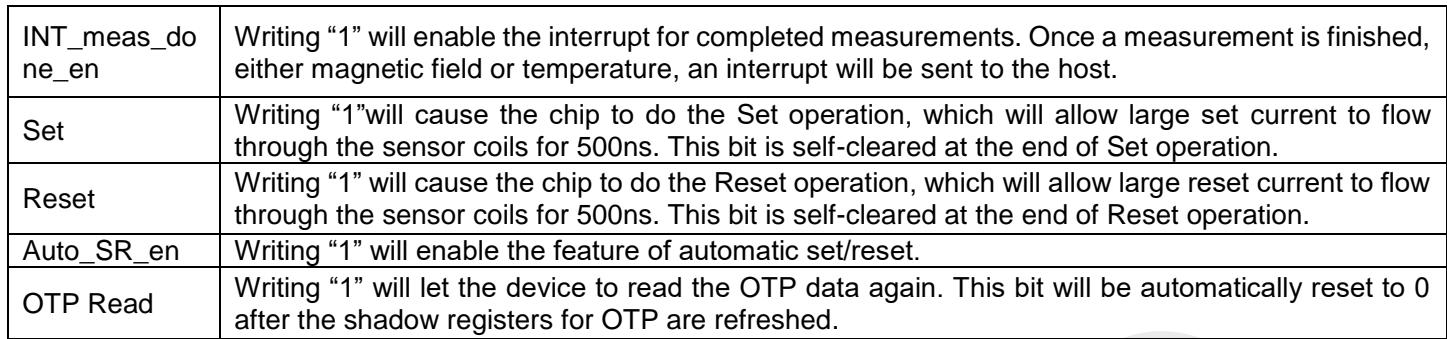 INT_meas_do
ne_en
Writing “1” will enable the interrupt for completed measurements. Once a measurement is finished,
either magnetic field or temperature, an interrupt will be sent to the host.
Set
Writing “1”will cause the chip to do the Set operation, which will allow large set current to flow
through the sensor coils for 500ns. This bit is self-cleared at the end of Set operation.
Reset
Writing “1” will cause the chip to do the Reset operation, which will allow large reset current to flow
through the sensor coils for 500ns. This bit is self-cleared at the end of Reset operation.
Auto_SR_en
Writing “1” will enable the feature of automatic set/reset.
OTP Read
Writing “1” will let the device to read the OTP data again. This bit will be automatically reset to 0
after the shadow registers for OTP are refreshed.